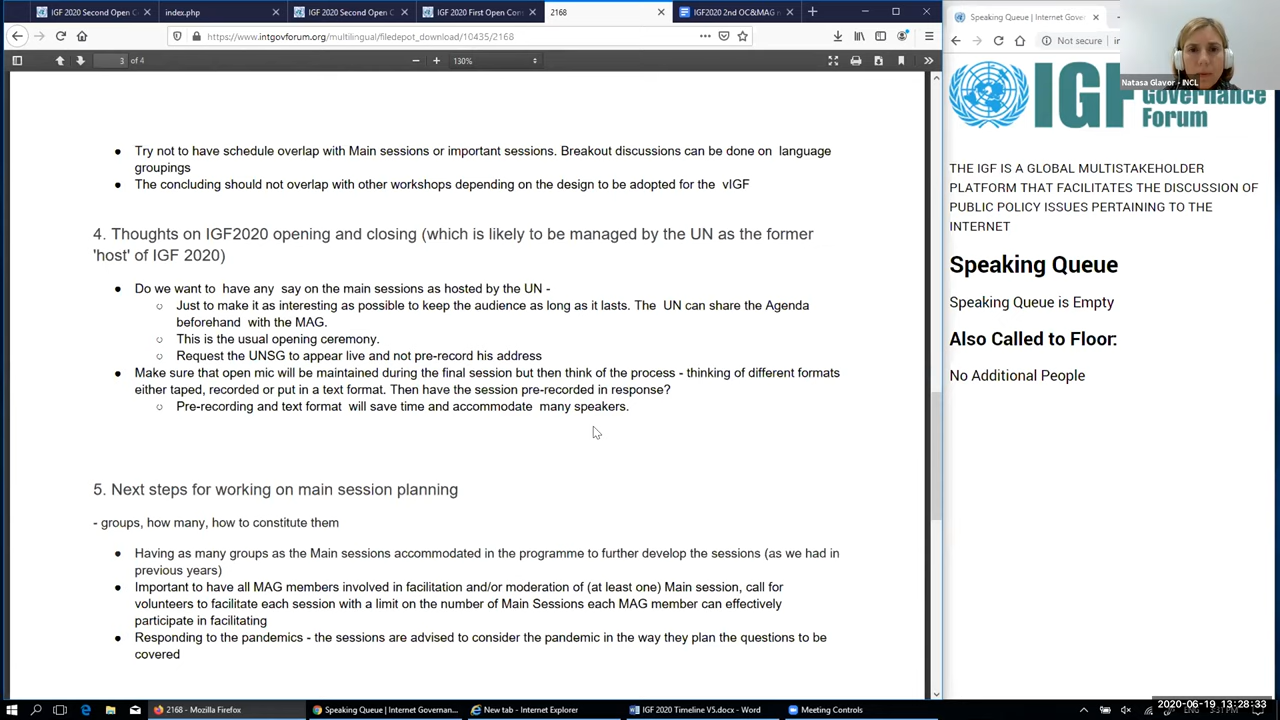 IGF 2020 Second Open C
index.php
IGF 2020 Second Open C
IGF 2020 First Open Con
2168
IGF2020 2nd OC&MAG n
https://www.intgovforum.org/multilingual/filedepot_download/10435/2168
3 of 4
130%
Try not to have schedule overlap with Main sessions or important sessions. Breakout discussions can be done on language
groupings
The concluding should not overlap with other workshops depending on the design to be adopted for the vIGF
4. Thoughts on IGF2020 opening and closing (which is likely to be managed by the UN as the former
'host' of IGF 2020)
Do we want to have any say on the main sessions as hosted by the UN -
Just to make it as interesting as possible to keep the audience as long as it lasts. The UN can share the Agenda
beforehand with the MAG.
This is the usual opening ceremony.
Request the UNSG to appear live and not pre-record his address
Make sure that open mic will be maintained during the final session but then think of the process - thinking of different formats
either taped, recorded or put in a text format. Then have the session pre-recorded in response?
Pre-recording and text format will save time and accommodate many speakers.
5. Next steps for working on main session planning
- groups, how many, how to constitute them
Having as many groups as the Main sessions accommodated in the programme to further develop the sessions (as we had in
previous years)
Important to have all MAG members involved in facilitation and/or moderation of (at least one) Main session, call for
volunteers to facilitate each session with a limit on the number of Main Sessions each MAG member can effectively
participate in facilitating
Responding to the pandemics - the sessions are advised to consider the pandemic in the way they plan the questions to be
covered
Speaking Queue | Internet Gover
Not secure
Natasa Glavor - INCL
IGF
Governance
Forum
THE IGF IS A GLOBAL MULTISTAKEHOLDER
PLATFORM THAT FACILITATES THE DISCUSSION OF
PUBLIC POLICY ISSUES PERTAINING TO THE
INTERNET
Speaking Queue
Speaking Queue is Empty
Also Called to Floor:
No Additional People
2168 - Mozilla Firefox
Speaking Queue | Internet Governan...
New tab - Internet Explorer
IGF 2020 Timeline V5.docx - Word
Meeting Controls
2020-06-19 13:28:33